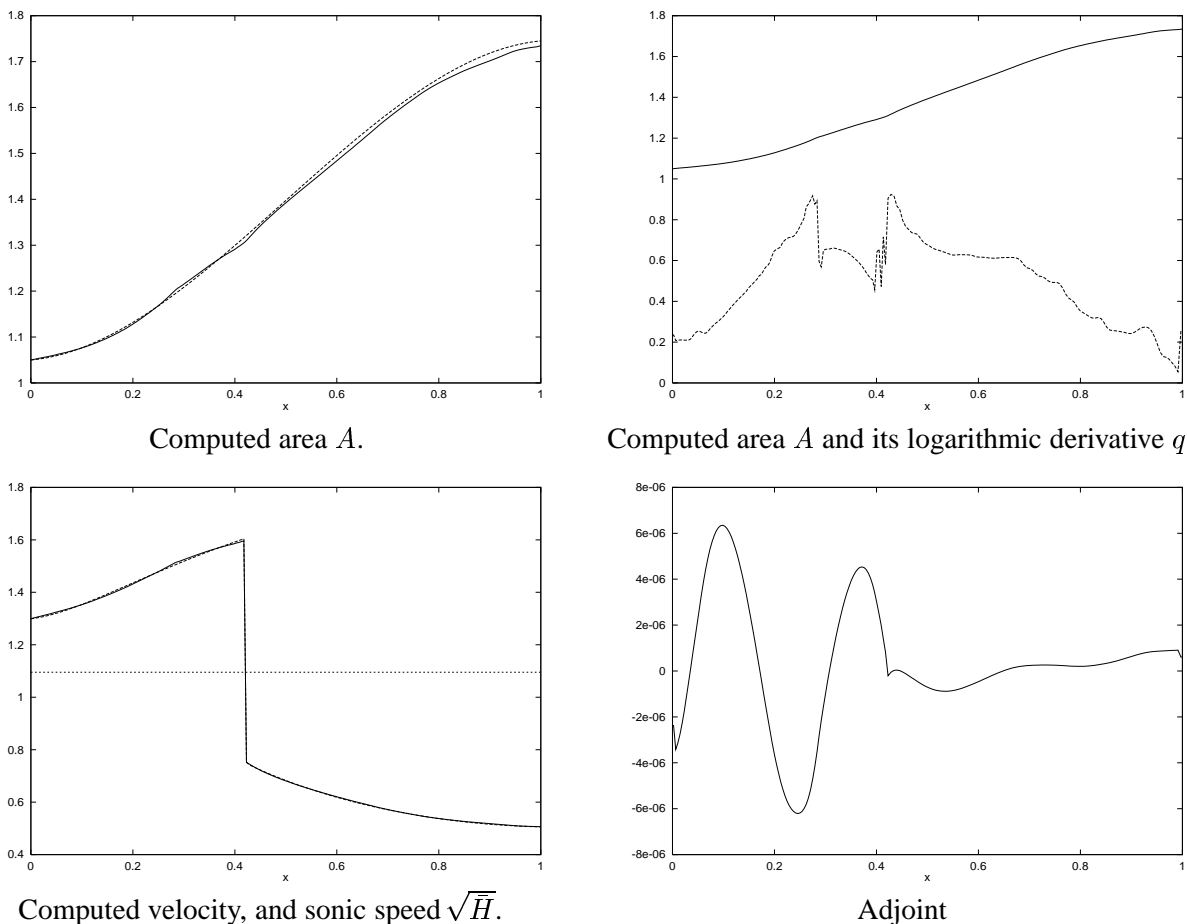 1.8
1.7
1.6
1.5
1.4
1.3
1.2
1.1
1
0 0.2 0.4 0.6 0.8 1
x
Computed area A.
1.8
1.6
1.4
1.2
1
0.8
0.6
0.4
0.2
0
0 0.2 0.4 0.6 0.8 1
x
Computed area A and its logarithmic derivative q
1.8
1.6
1.4
1.2
1
0.8
0.6
0.4
0 0.2 0.4 0.6 0.8 1
x
Computed velocity, and sonic speed √H̄.
8e-06
6e-06
4e-06
2e-06
0
-2e-06
-4e-06
-6e-06
-8e-06
0 0.2 0.4 0.6 0.8 1
x
Adjoint